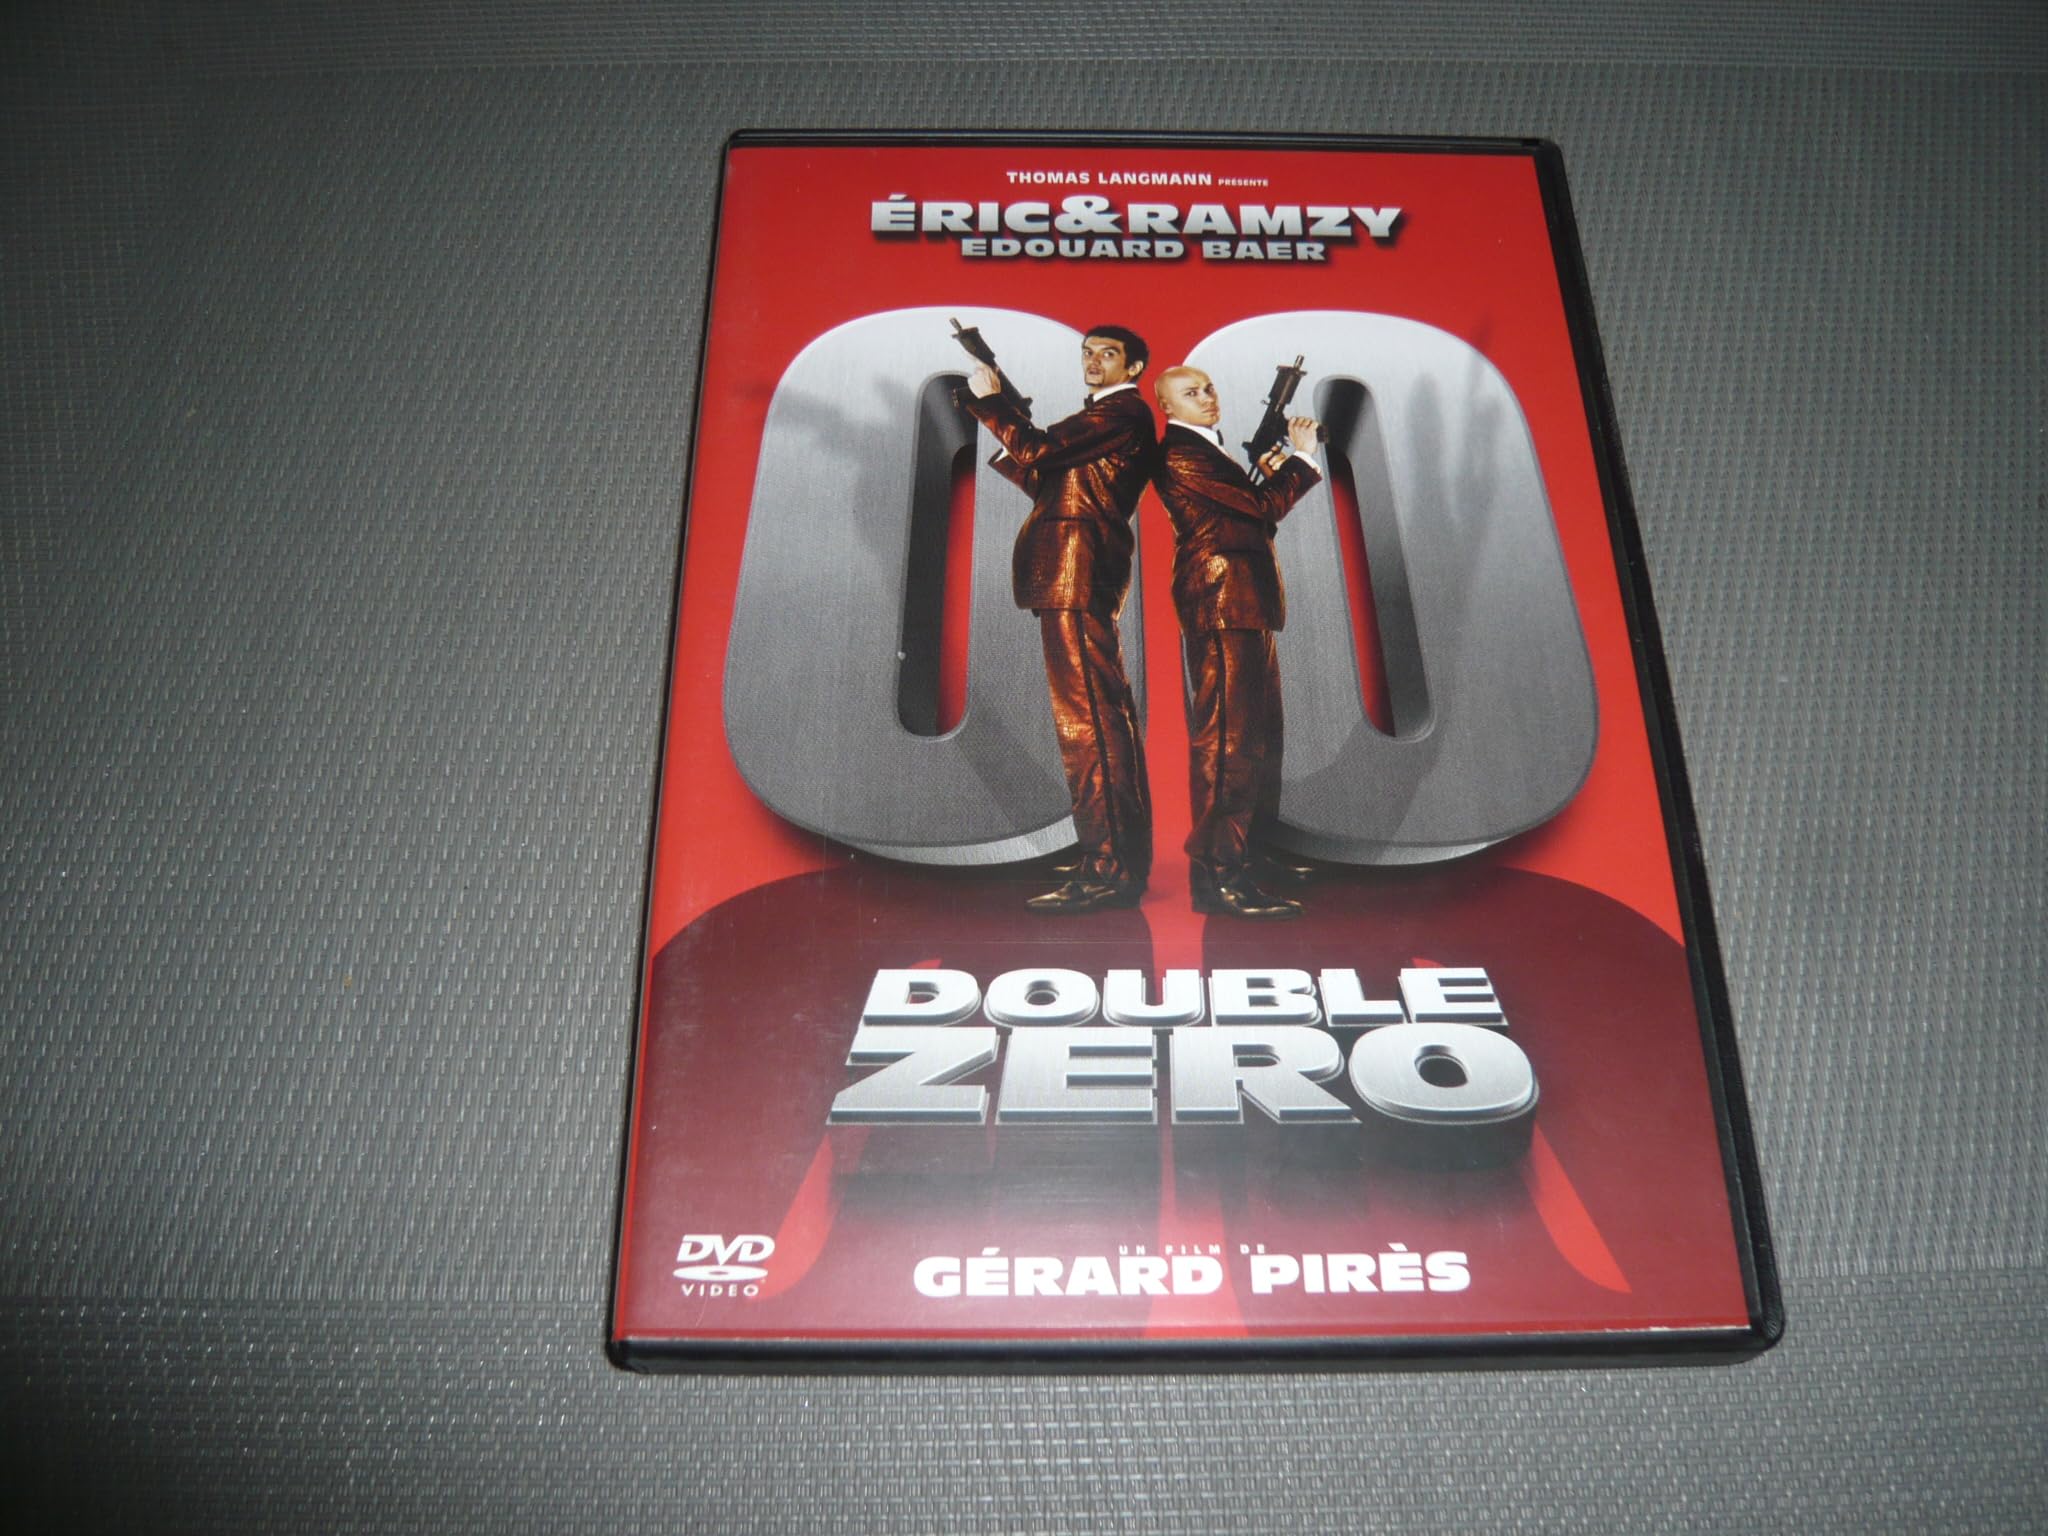 THOMAS LANGMANN PRÉSENTE
ÉRIC&RAMZY
EDOUARD BAER
00
DOUBLE
ZERO
UN FILM DE
GÉRARD PIRÈS
DVD
VIDEO